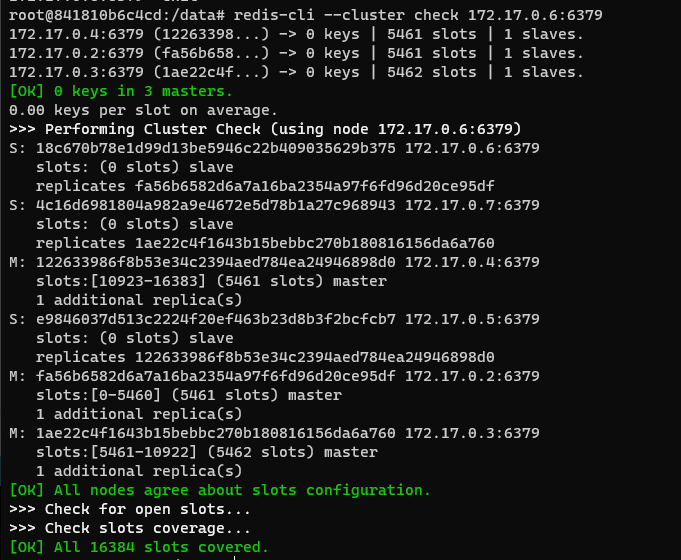 root@841810b6c4cd:/data# redis-cli --cluster check 172.17.0.6:6379
172.17.0.4:6379 (12263398...) -> 0 keys | 5461 slots | 1 slaves.
172.17.0.2:6379 (fa56b658...) -> 0 keys | 5461 slots | 1 slaves.
172.17.0.3:6379 (1ae22c4f...) -> 0 keys | 5462 slots | 1 slaves.
[OK] 0 keys in 3 masters.
0.00 keys per slot on average.
>>> Performing Cluster Check (using node 172.17.0.6:6379)
S: 18c670b78e1d99d13be5946c22b409035629b375 172.17.0.6:6379
   slots: (0 slots) slave
   replicates fa56b6582d6a7a16ba2354a97f6fd96d20ce95df
S: 4c16d6981804a982a9e4672e5d78b1a27c968943 172.17.0.7:6379
   slots: (0 slots) slave
   replicates 1ae22c4f1643b15bebbc270b180816156da6a760
M: 122633986f8b53e34c2394aed784ea24946898d0 172.17.0.4:6379
   slots:[10923-16383] (5461 slots) master
   1 additional replica(s)
S: e9846037d513c2224f20ef463b23d8b3f2bcfcb7 172.17.0.5:6379
   slots: (0 slots) slave
   replicates 122633986f8b53e34c2394aed784ea24946898d0
M: fa56b6582d6a7a16ba2354a97f6fd96d20ce95df 172.17.0.2:6379
   slots:[0-5460] (5461 slots) master
   1 additional replica(s)
M: 1ae22c4f1643b15bebbc270b180816156da6a760 172.17.0.3:6379
   slots:[5461-10922] (5462 slots) master
   1 additional replica(s)
[OK] All nodes agree about slots configuration.
>>> Check for open slots...
>>> Check slots coverage...
[OK] All 16384 slots covered.